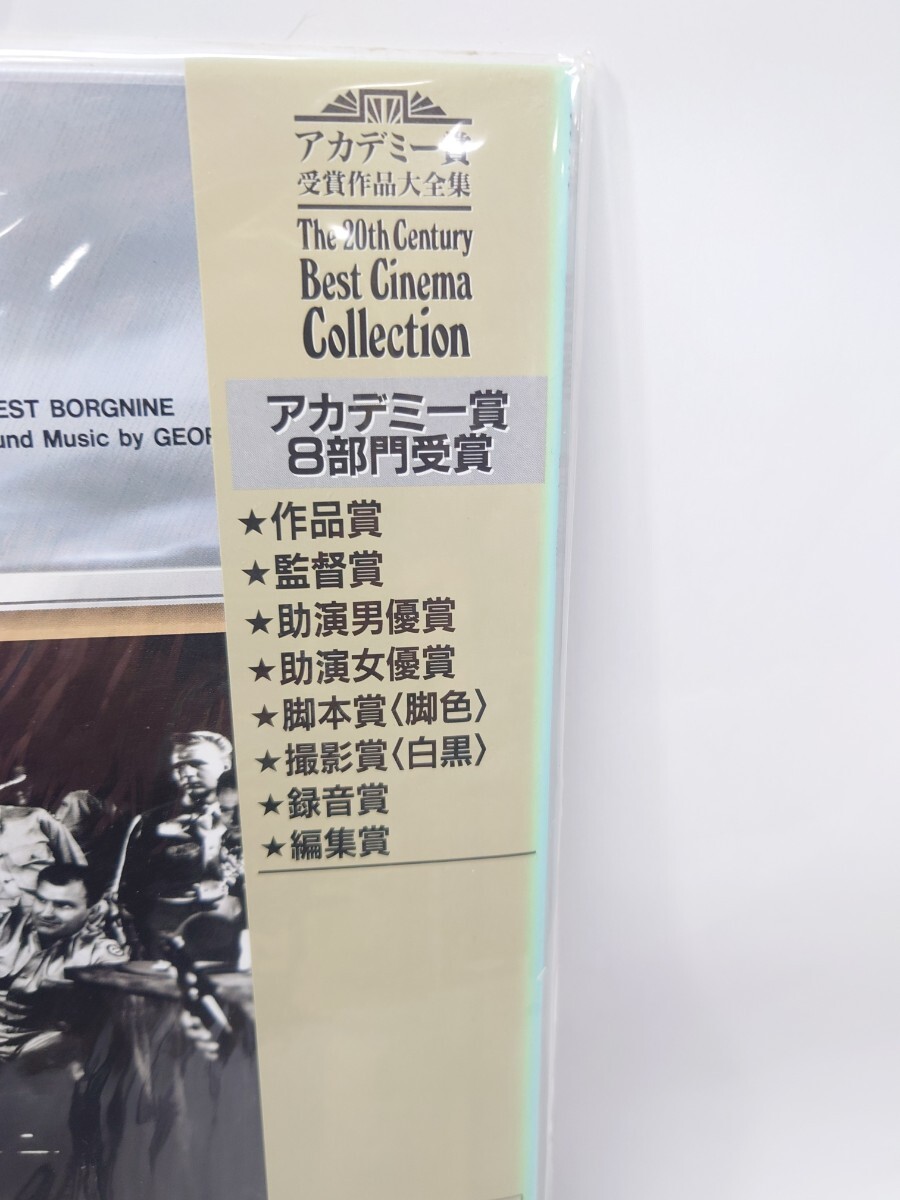 アカデミー賞
受賞作品大全集
The 20th Century
Best Cinema
Collection
EST BORGNINE
und Music by GEOR
アカデミー賞
8部門受賞
★作品賞
★監督賞
★助演男優賞
★助演女優賞
★脚本賞〈脚色〉
★撮影賞〈白黒〉
★録音賞
★編集賞